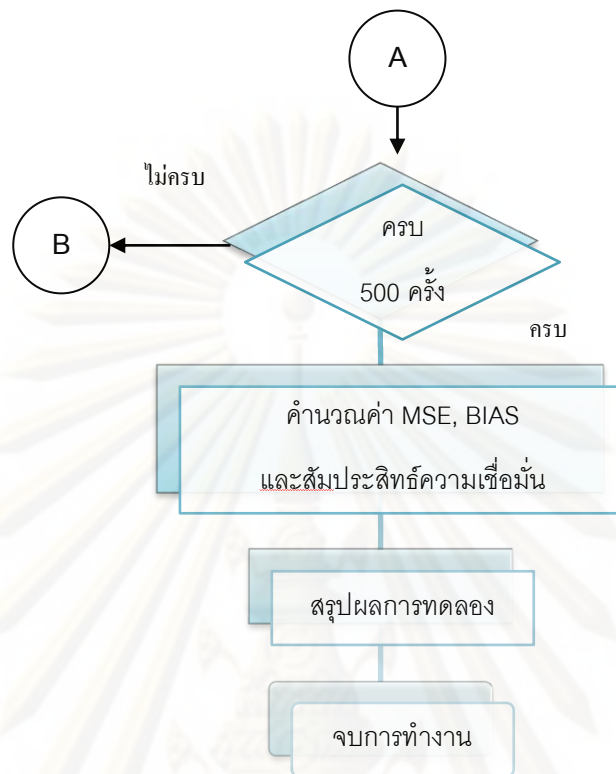 A
ไม่ครบ
B
ครบ
500 ครั้ง
ครบ
คำนวณค่า MSE, BIAS
และสัมประสิทธ์ความเชื่อมั่น
สรุปผลการทดลอง
จบการทำงาน